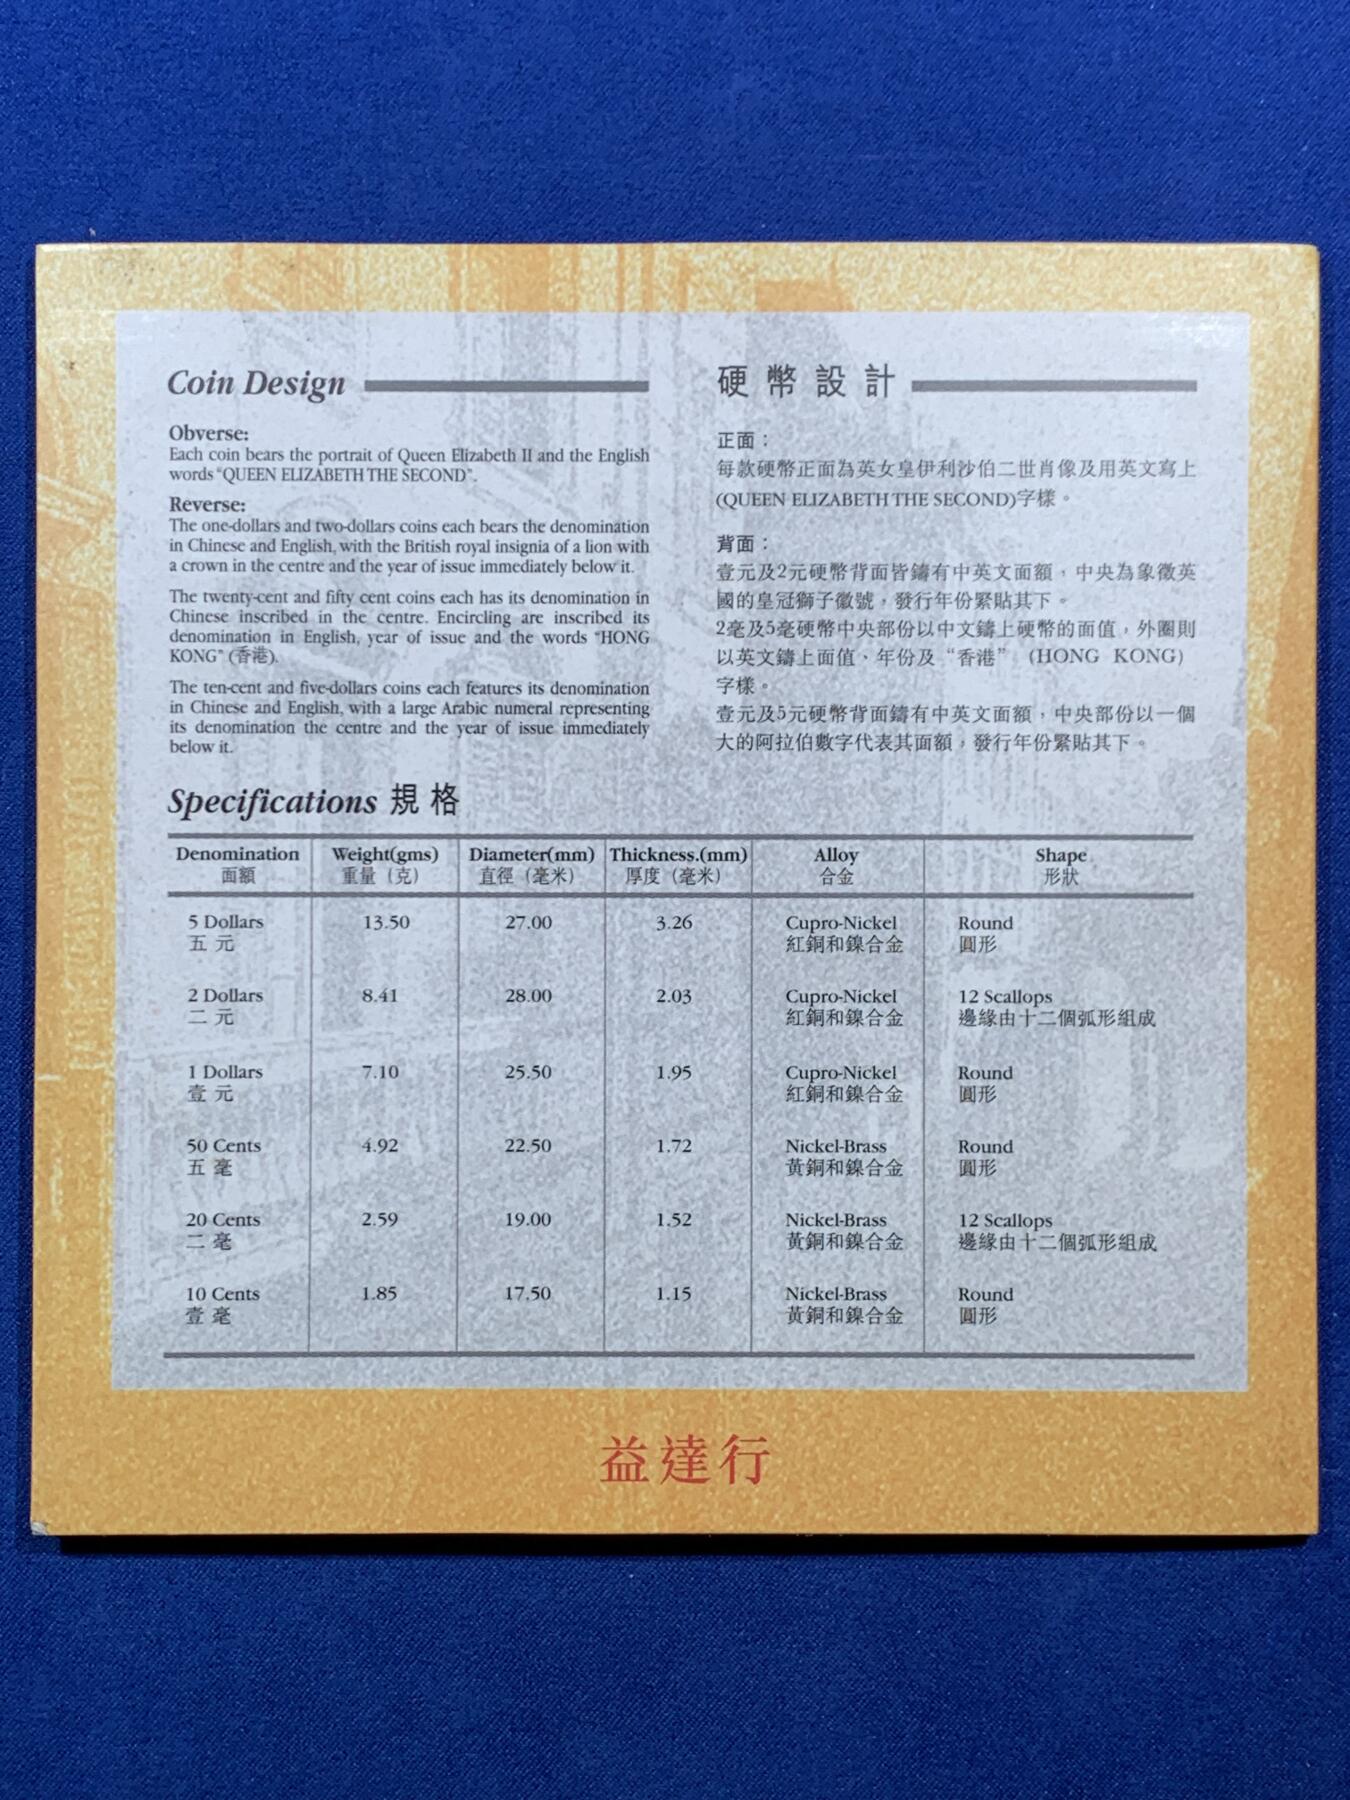 Coin Design
Obverse:
Each coin bears the portrait of Queen Elizabeth II and the English
words “QUEEN ELIZABETH THE SECOND”.
Reverse:
The one-dollars and two-dollars coins each bears the denomination
in Chinese and English, with the British royal insignia of a lion with
a crown in the centre and the year of issue immediately below it.
The twenty-cent and fifty cent coins each has its denomination in
Chinese inscribed in the centre. Encircling are inscribed its
denomination in English, year of issue and the words “HONG
KONG” (香港).
The ten-cent and five-dollars coins each features its denomination
in Chinese and English, with a large Arabic numeral representing
its denomination the centre and the year of issue immediately
below it.
硬幣設計
正面：
每款硬幣正面為英女皇伊利沙伯二世肖像及用英文寫上
(QUEEN ELIZABETH THE SECOND)字樣。
背面：
壹元及2元硬幣背面皆鑄有中英文面額，中央為象徵英
國的皇冠獅子徽號，發行年份緊貼其下。
2毫及5毫硬幣中央部份以中文鑄上硬幣的面值，外圈則
以英文鑄上面值、年份及“香港”（HONG KONG）
字樣。
壹元及5元硬幣背面鑄有中英文面額，中央部份以一個
大的阿拉伯數字代表其面額，發行年份緊貼其下。
Specifications 規格
Denomination Weight(gms) Diameter(mm) Thickness.(mm) Alloy Shape
面額 重量（克） 直徑（毫米） 厚度（毫米） 合金 形狀
5 Dollars 13.50 27.00 3.26 Cupro-Nickel Round
五元 紅銅和鎳合金 圓形
2 Dollars 8.41 28.00 2.03 Cupro-Nickel 12 Scallops
二元 紅銅和鎳合金 邊緣由十二個弧形組成
1 Dollars 7.10 25.50 1.95 Cupro-Nickel Round
壹元 紅銅和鎳合金 圓形
50 Cents 4.92 22.50 1.72 Nickel-Brass Round
五毫 黃銅和鎳合金 圓形
20 Cents 2.59 19.00 1.52 Nickel-Brass 12 Scallops
二毫 黃銅和鎳合金 邊緣由十二個弧形組成
10 Cents 1.85 17.50 1.15 Nickel-Brass Round
壹毫 黃銅和鎳合金 圓形
益達行